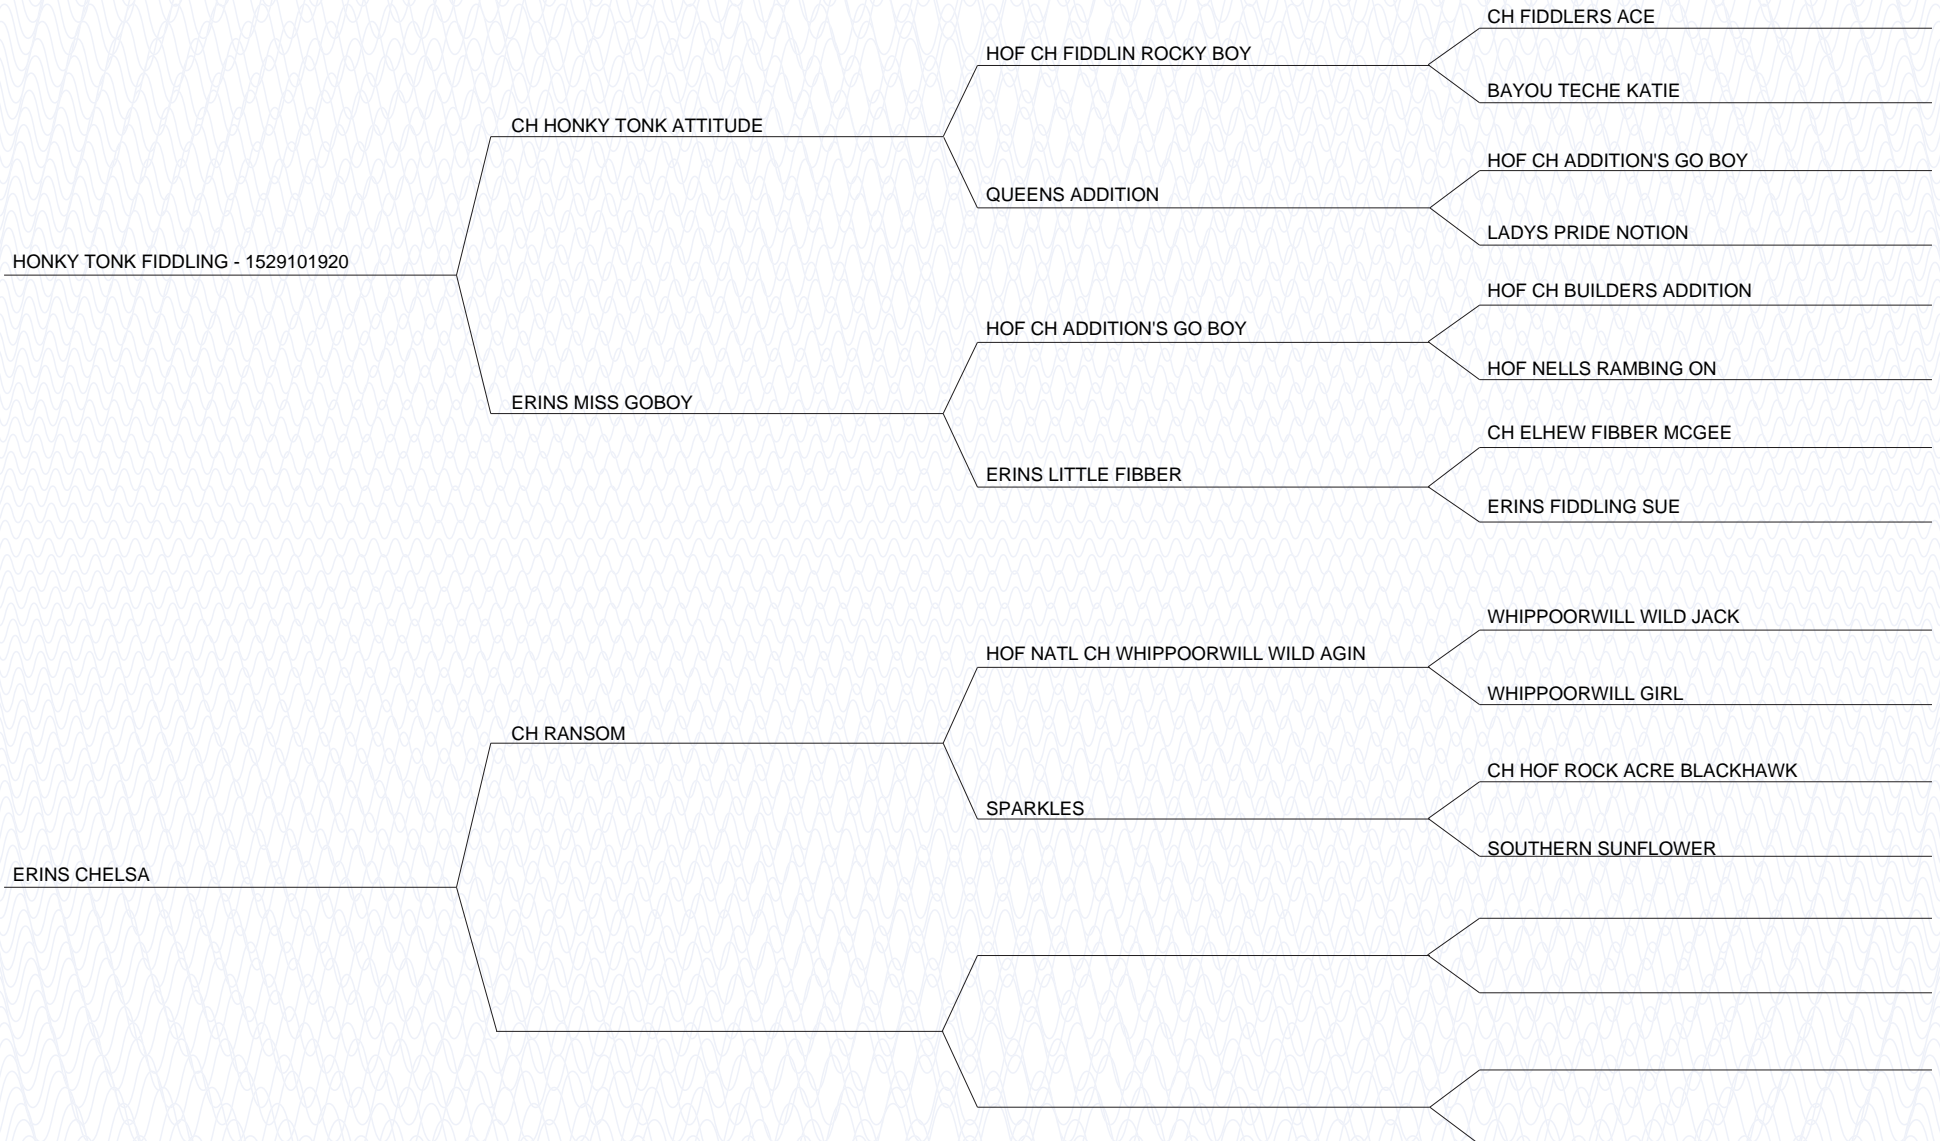 CH FIDDLERS ACE
HOF CH FIDDLIN ROCKY BOY
BAYOU TECHE KATIE
CH HONKY TONK ATTITUDE
HOF CH ADDITION'S GO BOY
QUEENS ADDITION
LADYS PRIDE NOTION
HONKY TONK FIDDLING - 1529101920
HOF CH BUILDERS ADDITION
HOF CH ADDITION'S GO BOY
HOF NELLS RAMBING ON
ERINS MISS GOBOY
CH ELHEW FIBBER MCGEE
ERINS LITTLE FIBBER
ERINS FIDDLING SUE
WHIPPOORWILL WILD JACK
HOF NATL CH WHIPPOORWILL WILD AGIN
WHIPPOORWILL GIRL
CH RANSOM
CH HOF ROCK ACRE BLACKHAWK
SPARKLES
SOUTHERN SUNFLOWER
ERINS CHELSA